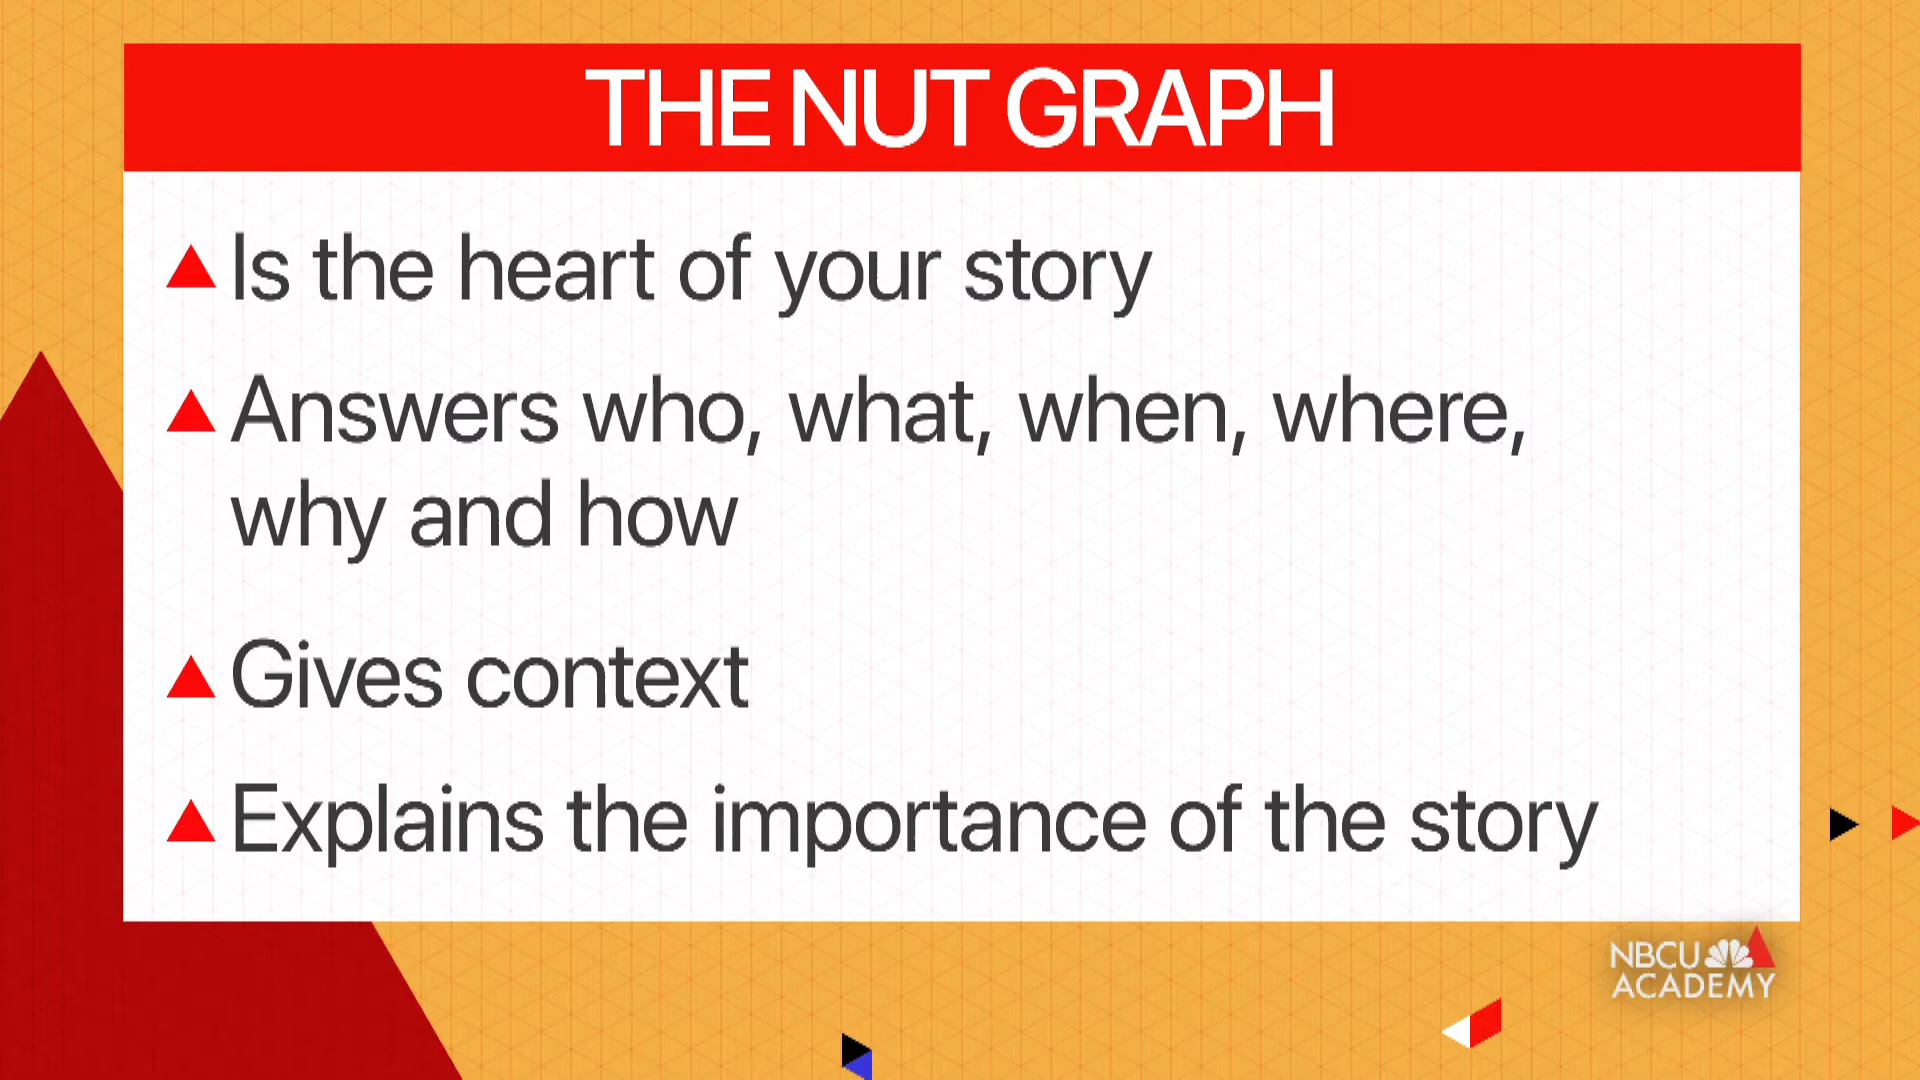 THE NUT GRAPH
Is the heart of your story
Answers who, what, when, where,
why and how
Gives context
Explains the importance of the story
NBCU
ACADEMY